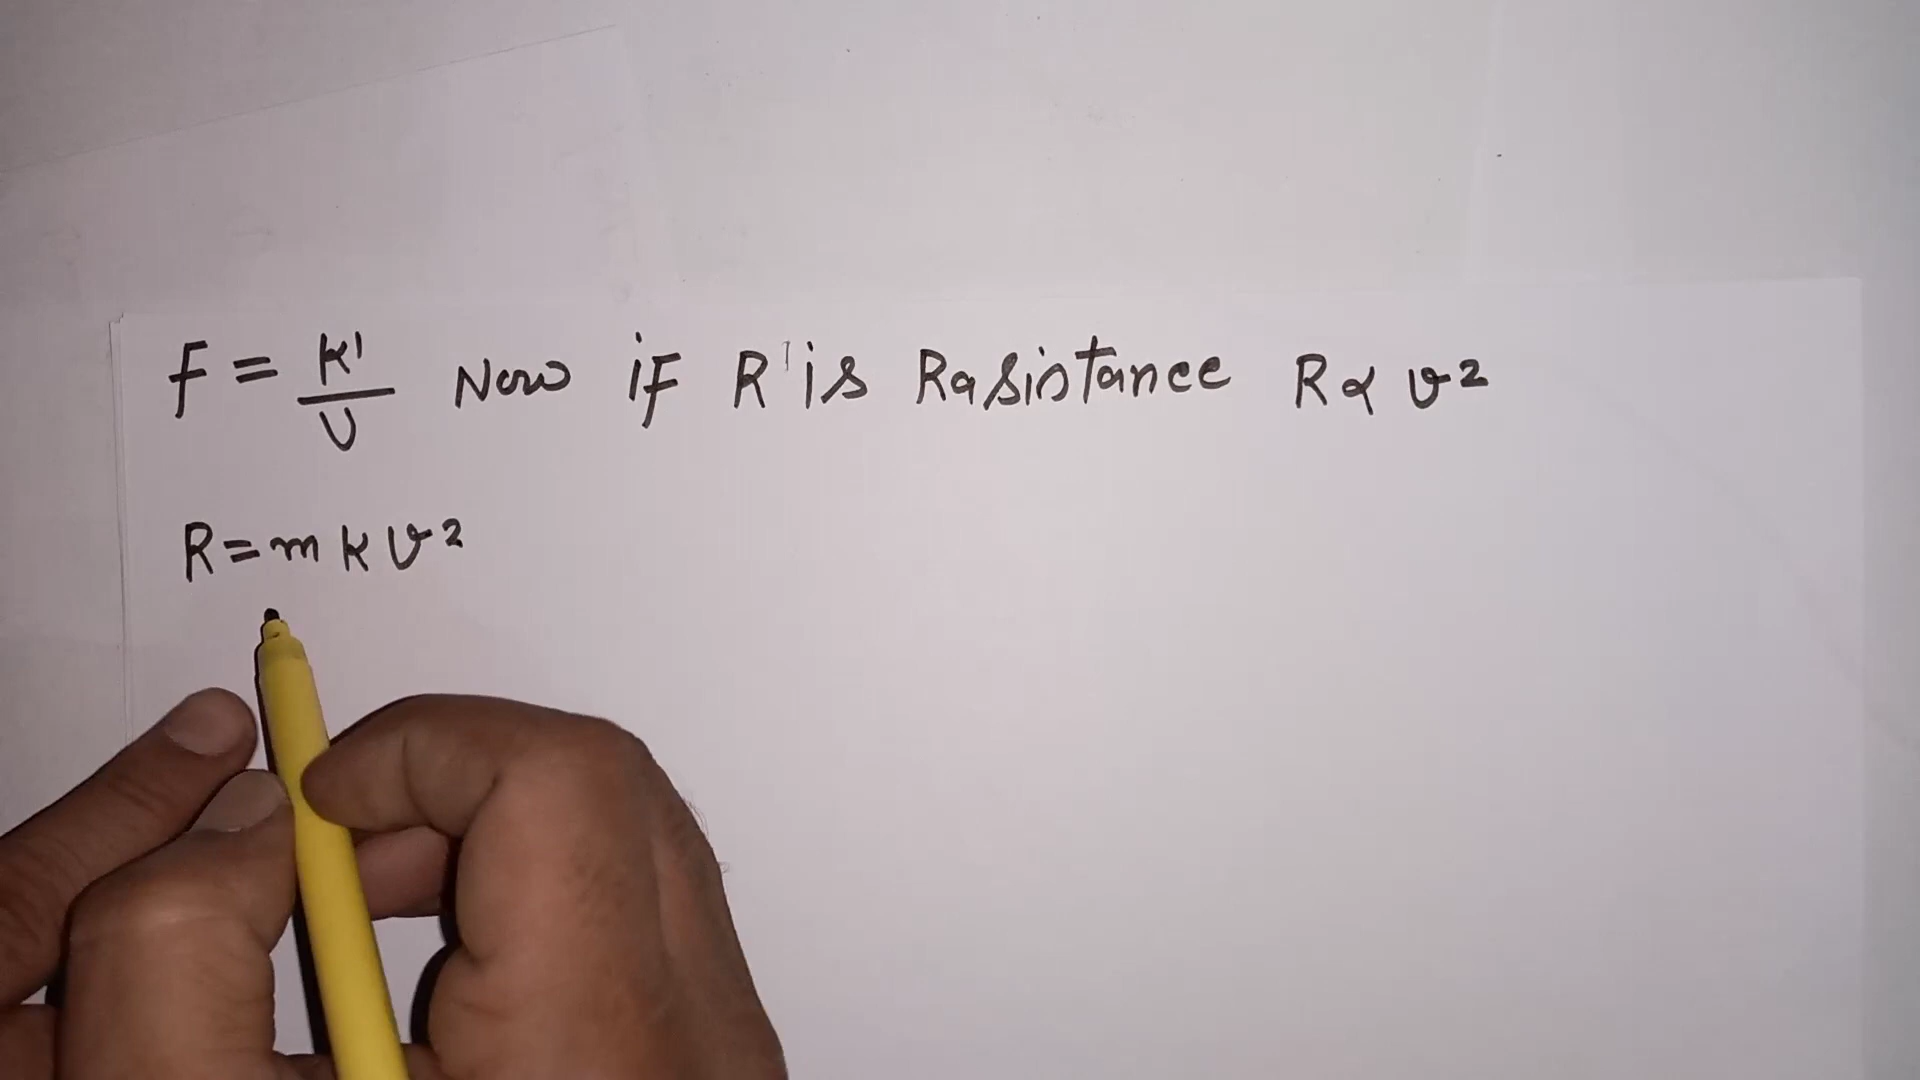 F = K'/U Now if R is Rasistance R ∝ v²
R = m k v²